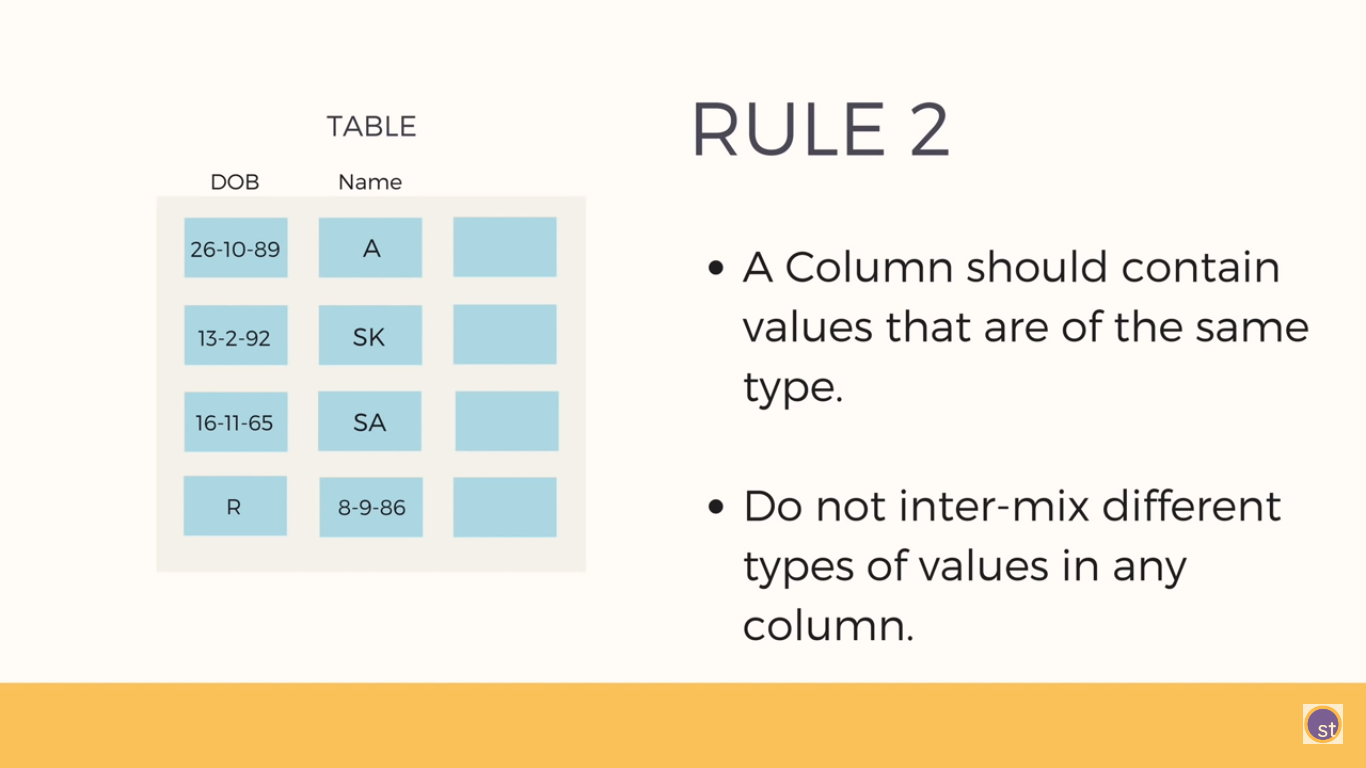 TABLE
DOB Name
26-10-89 A
13-2-92 SK
16-11-65 SA
R 8-9-86
RULE 2
• A Column should contain
values that are of the same
type.
• Do not inter-mix different
types of values in any
column.
st